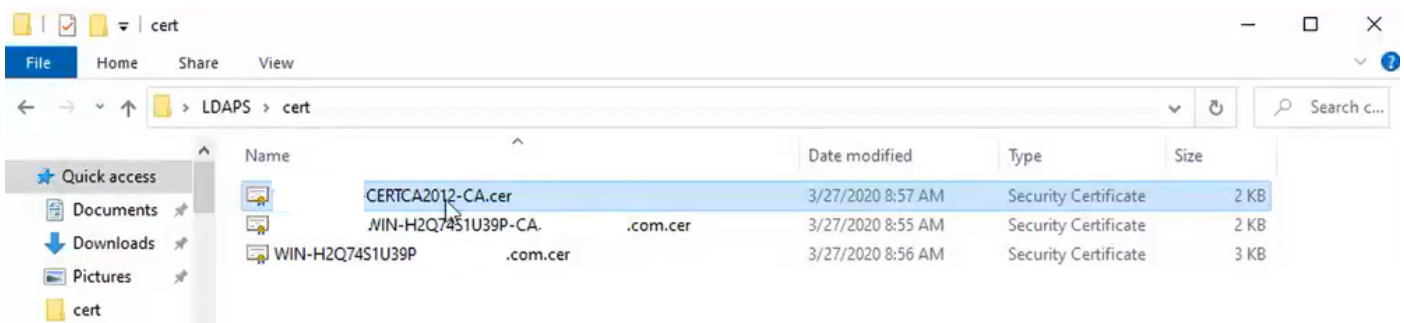 cert
File Home Share View
LDAPS > cert
Search c...
Name Date modified Type Size
Quick access
Documents
Downloads
Pictures
cert
-CERTCA2012-CA.cer 3/27/2020 8:57 AM Security Certificate 2 KB
WIN-H2Q74S1U39P-CA. .com.cer 3/27/2020 8:55 AM Security Certificate 2 KB
WIN-H2Q74S1U39P .com.cer 3/27/2020 8:56 AM Security Certificate 3 KB